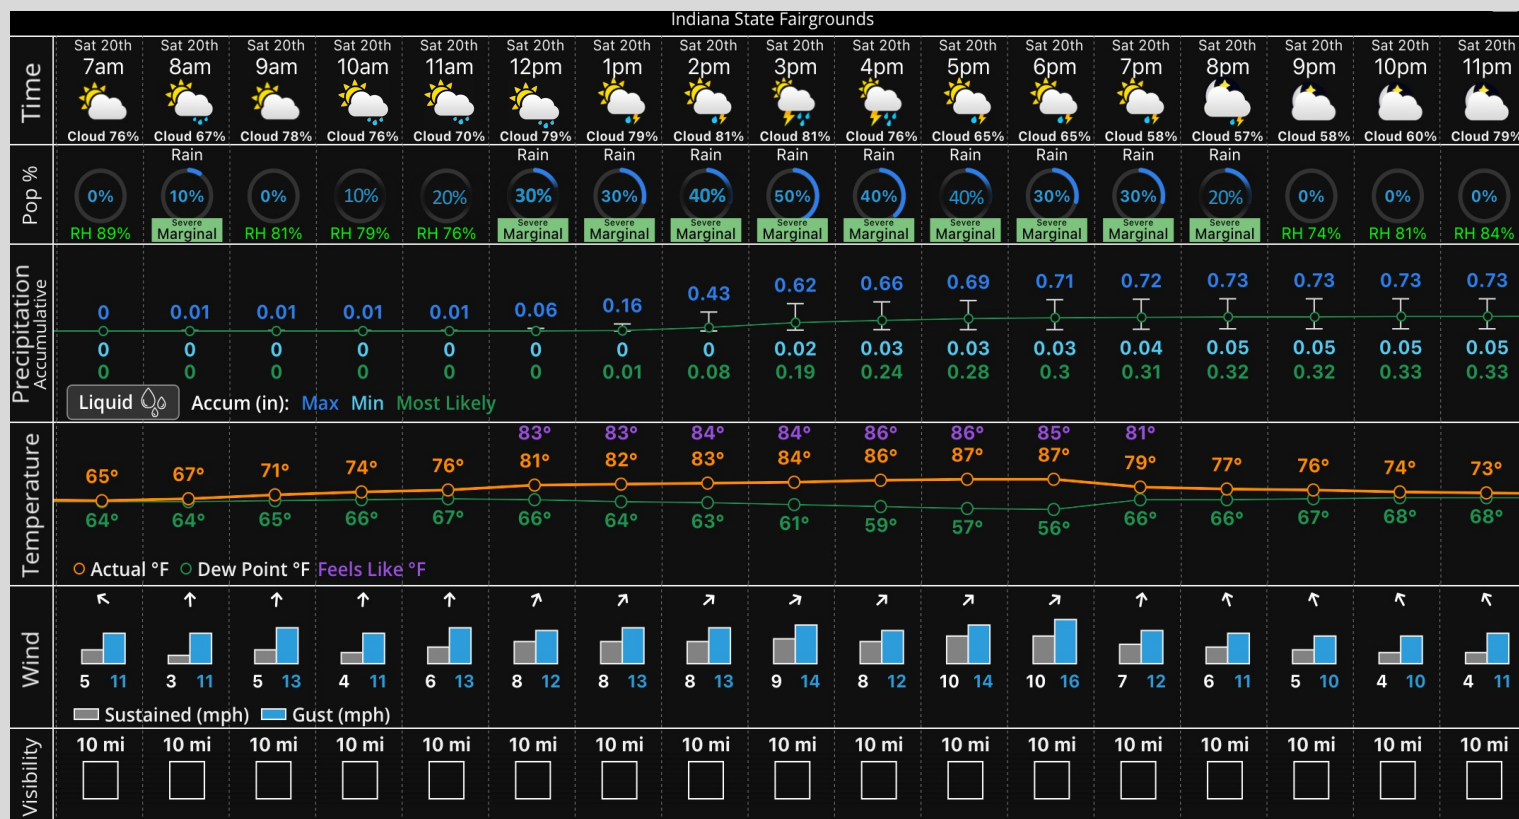 Indiana State Fairgrounds
Time
Sat 20th Sat 20th Sat 20th Sat 20th Sat 20th Sat 20th Sat 20th Sat 20th Sat 20th Sat 20th Sat 20th Sat 20th Sat 20th Sat 20th Sat 20th Sat 20th Sat 20th
7am 8am 9am 10am 11am 12pm 1pm 2pm 3pm 4pm 5pm 6pm 7pm 8pm 9pm 10pm 11pm
Cloud 76% Cloud 67% Cloud 78% Cloud 76% Cloud 70% Cloud 79% Cloud 79% Cloud 81% Cloud 81% Cloud 76% Cloud 65% Cloud 65% Cloud 58% Cloud 57% Cloud 58% Cloud 60% Cloud 79%
Pop %
Rain Rain Rain Rain Rain Rain Rain Rain Rain Rain
0% 10% 0% 10% 20% 30% 30% 40% 50% 40% 40% 30% 30% 20% 0% 0% 0%
Severe Severe Severe Severe Severe Severe Severe Severe Severe Severe
RH 89% Marginal RH 81% RH 79% RH 76% Marginal Marginal Marginal Marginal Marginal Marginal Marginal Marginal Marginal RH 74% RH 81% RH 84%
Precipitation
Accumulative
0 0.01 0.01 0.01 0.01 0.06 0.16 0.43 0.62 0.66 0.69 0.71 0.72 0.73 0.73 0.73 0.73
0 0 0 0 0 0 0 0 0.02 0.03 0.03 0.03 0.04 0.05 0.05 0.05 0.05
0 0 0 0 0 0 0.01 0.08 0.19 0.24 0.28 0.3 0.31 0.32 0.32 0.33 0.33
Liquid Accum (in): Max Min Most Likely
Temperature
83° 83° 84° 84° 86° 86° 85° 81°
65° 67° 71° 74° 76° 81° 82° 83° 84° 86° 87° 87° 79° 77° 76° 74° 73°
64° 64° 65° 66° 67° 66° 64° 63° 61° 59° 57° 56° 66° 66° 67° 68° 68°
Actual °F Dew Point °F Feels Like °F
Wind
5 11 3 11 5 13 4 11 6 13 8 12 8 13 8 13 9 14 8 12 10 14 10 16 7 12 6 11 5 10 4 10 4 11
Sustained (mph) Gust (mph)
Visibility
10 mi 10 mi 10 mi 10 mi 10 mi 10 mi 10 mi 10 mi 10 mi 10 mi 10 mi 10 mi 10 mi 10 mi 10 mi 10 mi 10 mi